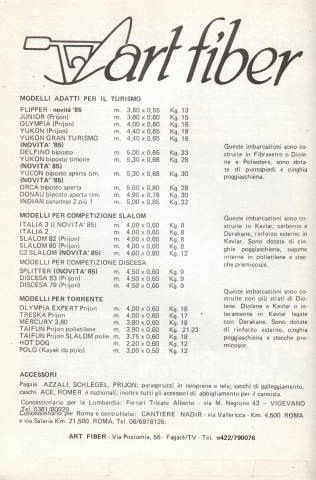 art fiber
MODELLI ADATTI PER IL TURISMO
FLIPPER - novità '85 m. 3,60 x 0,55 Kg. 13
JUNIOR (Prijon) m. 3,80 x 0,60 Kg. 15
OLYMPIA (Prijon) m. 4,00 x 0,60 Kg. 16
YUKON (Prijon) m. 4,40 x 0,65 Kg. 18
YUKON GRAN TURISMO m. 4,40 x 0,65 Kg. 18
(NOVITA' '85)
DELFINO biposto m. 5,00 x 0,65 Kg. 23
YUKON biposto timone m. 5,30 x 0,68 Kg. 28
(NOVITA' 85)
YUCON biposto aperta tim. m. 5,30 x 0,68 Kg. 30
(NOVITA' '85)
ORCA biposto aperta m. 5,00 x 0,80 Kg. 28
DONAU biposto aperta tim. m. 4,90 x 0,78 Kg. 30
INDIAN canadese 2 più 1 m. 5,00 x 0,85 Kg. 32
Queste imbarcazioni sono costruite in Fibravetro o Diolene
e Poliestere, sono dotate
di puntapiedi e cinghie
poggiaschiena.
MODELLI PER COMPETIZIONE SLALOM
ITALIA 3 (( NOVITA' 85) m. 4,00 x 0,60 Kg. 8
ITALIA 2 m. 4,00 x 0,60 Kg. 8
SLALOM 82 (Prijon) m. 4,00 x 0,60 Kg. 8
SLALOM 80 (Prijon) m. 4,00 x 0,60 Kg. 8
C2 SLALOM (NOVITA' 85) m. 4,60 x 0,80 Kg. 12
MODELLI PER COMPETIZIONE DISCESA
SPLITTER ((NOVITA' 85) m. 4,50 x 0,60 Kg. 9
DISCESA 83 (Prijon) m. 4,50 x 0,60 Kg. 9
DISCESA 79 (Prijon) m. 4,50 x 0,60 Kg. 9
Queste imbarcazioni sono costruite
in Kavlar, carbonio e
Derakane, rinforzo esterno in
Kavlar. Sono dotati di cinghie
poggiaschiena, sagome
interne in polietilene e stecche
premicosce.
MODELLI PER TORRENTE
OLYMPIA EXPERT Prijon m. 4,00 x 0,60 Kg. 18
TRESKA Prijon m. 4,00 x 0,60 Kg. 17
MERCURY 3,80 m. 3,80 x 0,60 Kg. 18
TAIFUN Prijon polietilene m. 3,90 x 0,60 Kg. 21-23
TAIFUN Prijon SLALOM polie. m. 3,75 x 0,60 Kg. 18
HOT DOG m. 2,20 x 0,60 Kg. 12
POLO (Kayak da polo) m. 3,00 x 0,50 Kg. 12
Queste imbarcazioni sono costruite
con più strati di Diolene.
Diolene e Kavlar o interamente
in Kavlar legate
con Derakane. Sono dotate
di rinforzo esterno, cinghia
poggiaschiena e stecche premicosce.
ACCESSORI
Pagaie AZZALI, SCHLEGEL, PRIJON; paraspruzzi in neoprene e tela; sacchi di galleggiamento,
caschi ACE, ROMER e nazionali; inoltre tutti gli accessori di abbigliamento per il canoista.
Concessionario per la Lombardia: Ferrari Tricate Alberto - via M. Negrone 43 - VIGEVANO
Tel. 0381/80929
Concessionario per Roma e controItalia: CANTIERE NADIR - via Vallericca - Km. 4,500 ROMA
e via Salaria Km. 21,500 ROMA, Tel. 06/6918126.
ART FIBER - Via Postumia, 56 - Fagarè/TV - Tel. 0422/790076